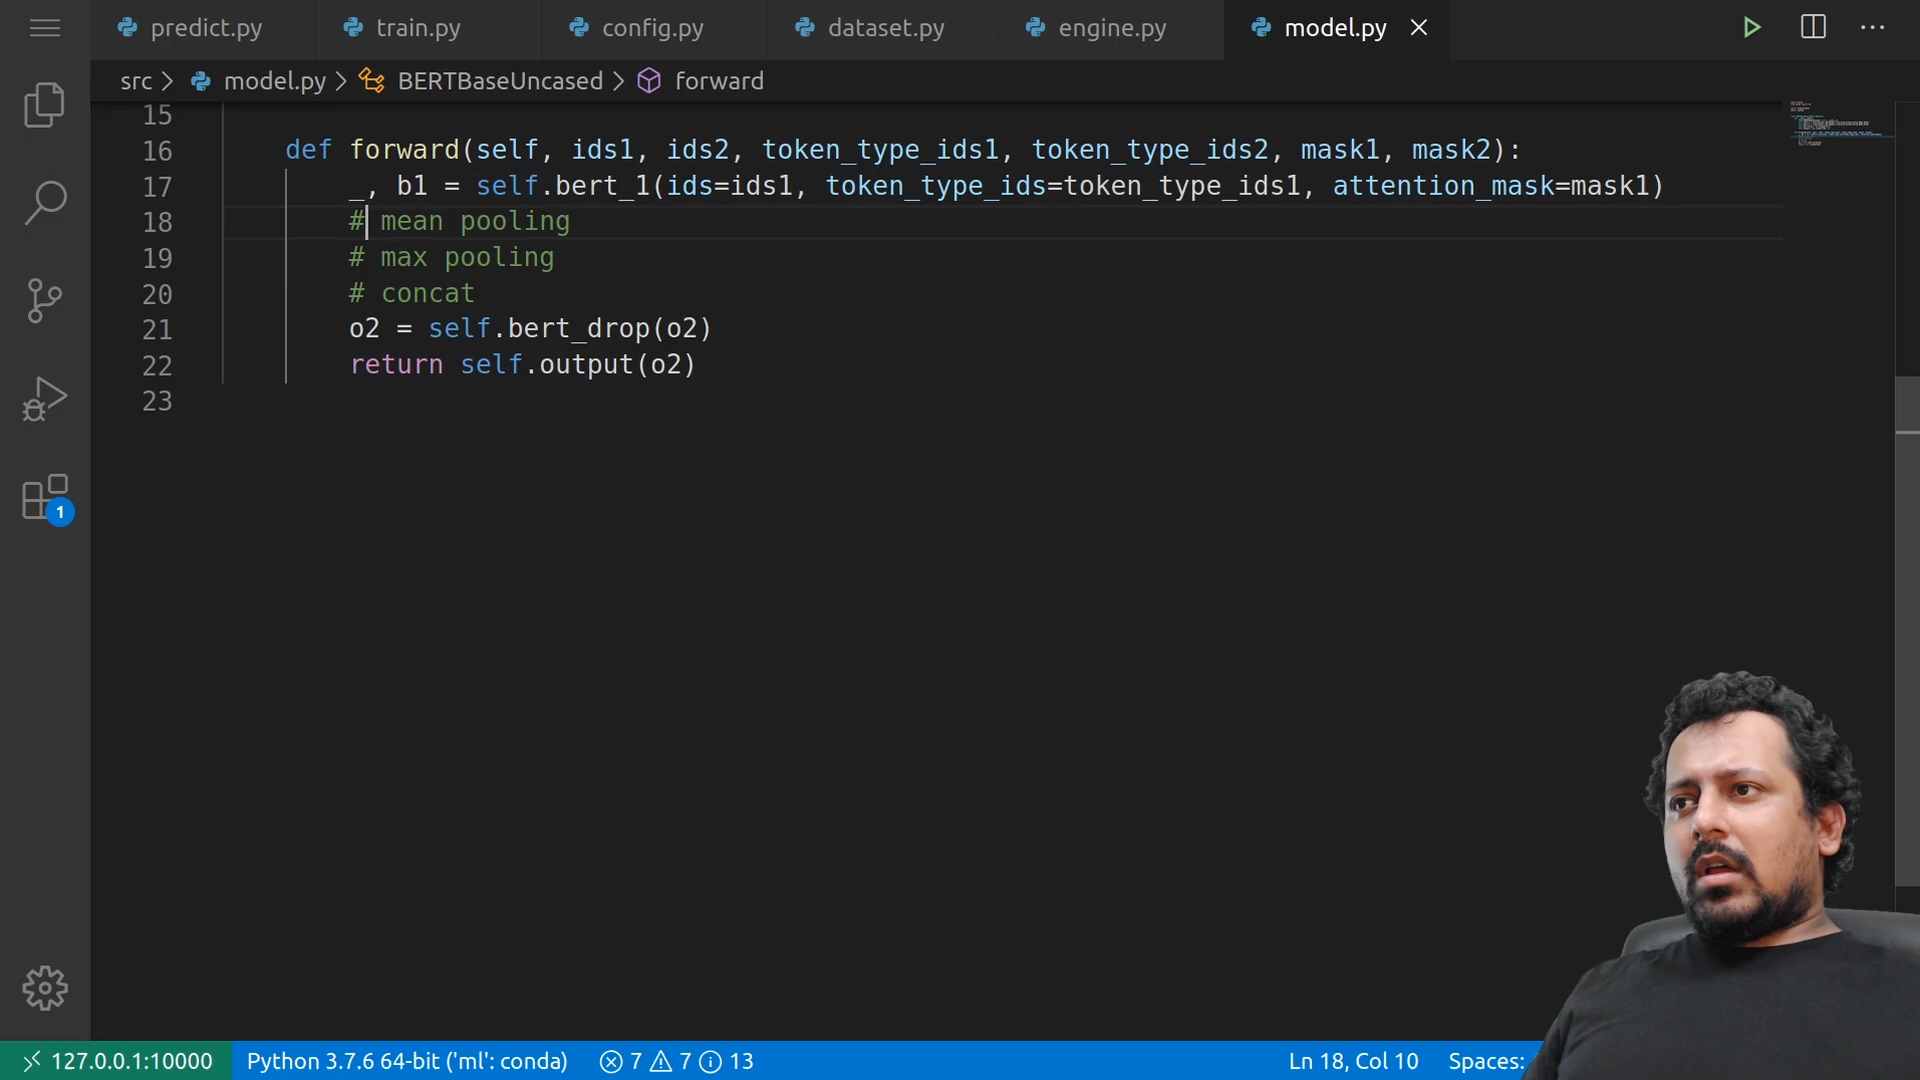 predict.py train.py config.py dataset.py engine.py model.py
src > model.py > BERTBaseUncased > forward
15
16 def forward(self, ids1, ids2, token_type_ids1, token_type_ids2, mask1, mask2):
17 _, b1 = self.bert_1(ids=ids1, token_type_ids=token_type_ids1, attention_mask=mask1)
18 # mean pooling
19 # max pooling
20 # concat
21 o2 = self.bert_drop(o2)
22 return self.output(o2)
23
1
127.0.0.1:10000 Python 3.7.6 64-bit ('ml': conda) 7 7 13 Ln 18, Col 10 Spaces: